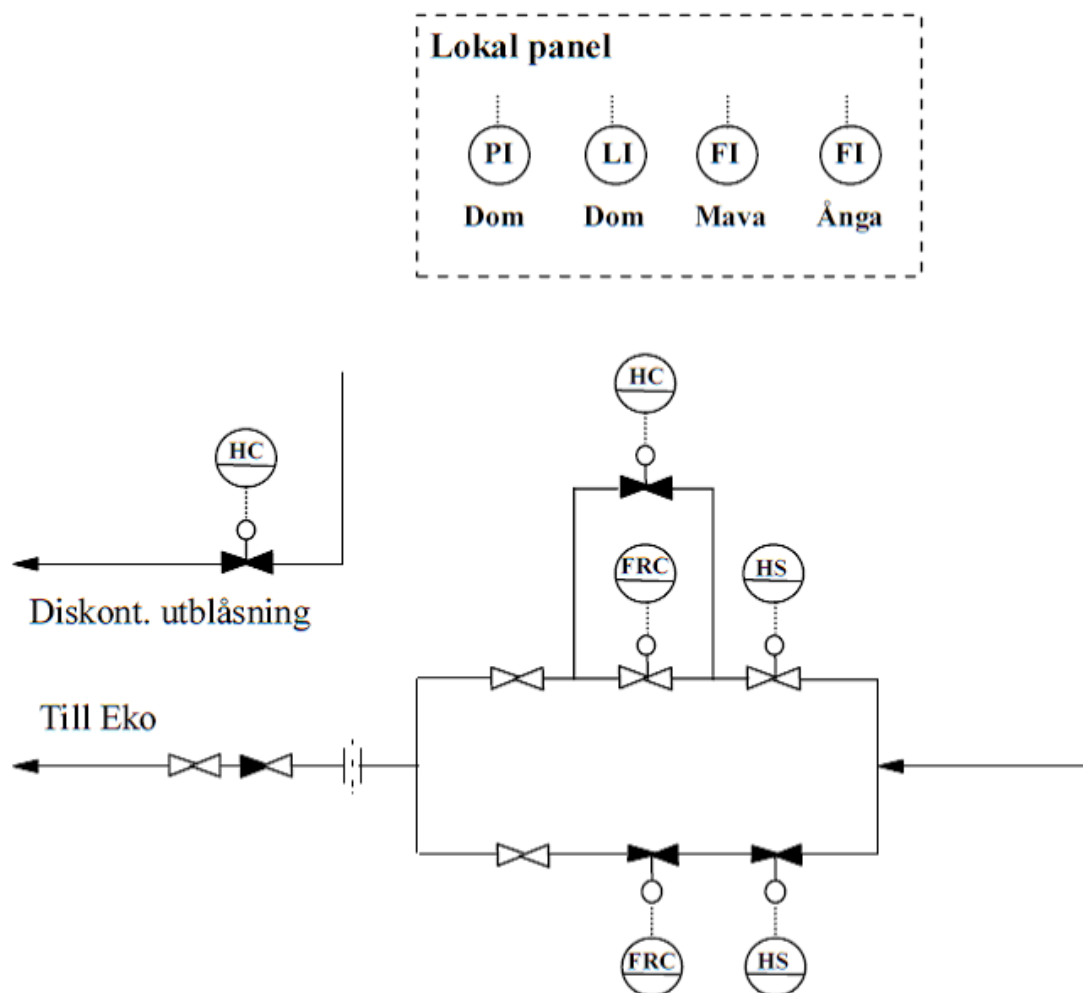 Lokal panel
PI LI FI FI
Dom Dom Mava Ånga
HC
HC
FRC HS
Diskont. utblåsning
Till Eko
FRC HS